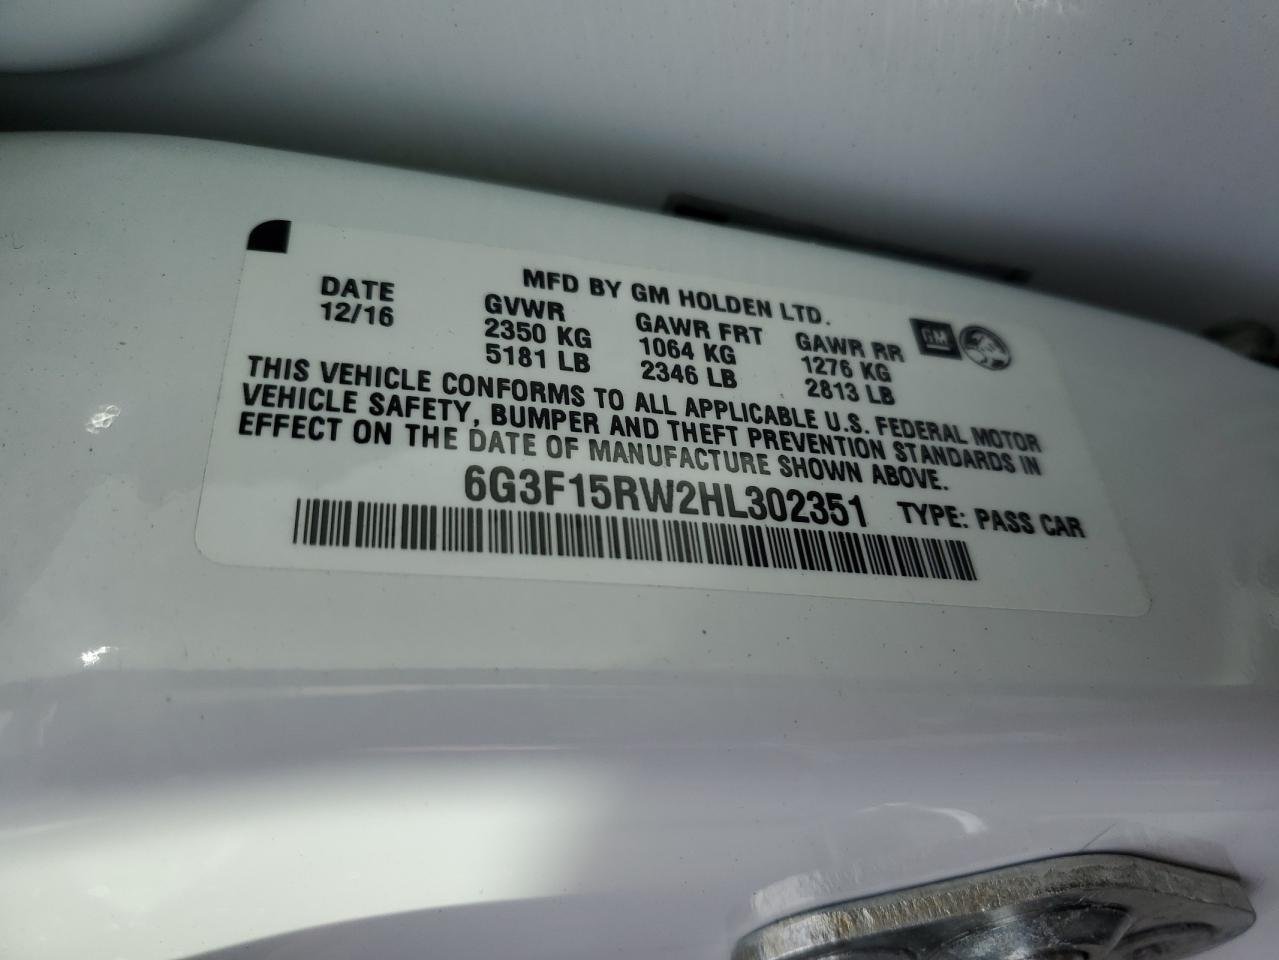 MFD BY GM HOLDEN LTD.
DATE GVWR GAWR FRT GAWR RR GM
12/16 2350 KG 1064 KG 1276 KG
5181 LB 2346 LB 2813 LB
THIS VEHICLE CONFORMS TO ALL APPLICABLE U.S. FEDERAL MOTOR
VEHICLE SAFETY, BUMPER AND THEFT PREVENTION STANDARDS IN
EFFECT ON THE DATE OF MANUFACTURE SHOWN ABOVE.
6G3F15RW2HL302351 TYPE: PASS CAR